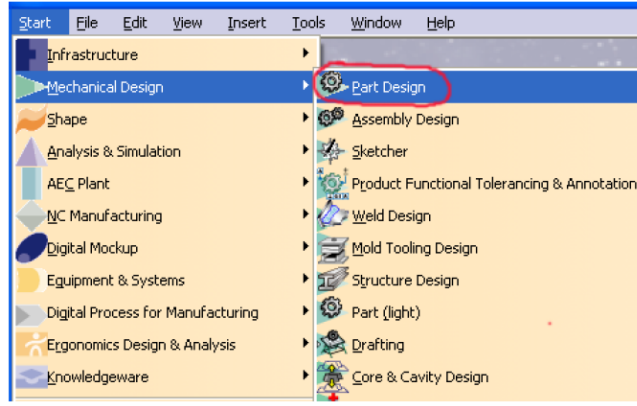 Start File Edit View Insert Tools Window Help
Infrastructure
Mechanical Design
Shape
Analysis & Simulation
AEC Plant
NC Manufacturing
Digital Mockup
Equipment & Systems
Digital Process for Manufacturing
Ergonomics Design & Analysis
Knowledgeware
Part Design
Assembly Design
Sketcher
Product Functional Tolerancing & Annotation
Weld Design
Mold Tooling Design
Structure Design
Part (light)
Drafting
Core & Cavity Design